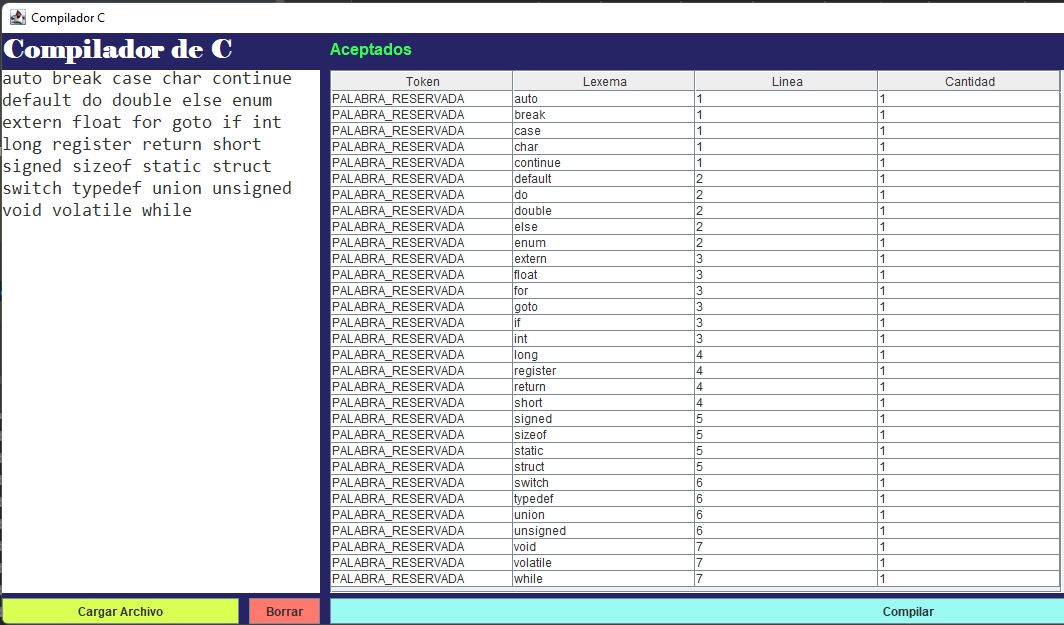 Compilador C
Compilador de C
Aceptados
auto break case char continue
default do double else enum
extern float for goto if int
long register return short
signed sizeof static struct
switch typedef union unsigned
void volatile while
Token Lexema Linea Cantidad
PALABRA_RESERVADA auto 1 1
PALABRA_RESERVADA break 1 1
PALABRA_RESERVADA case 1 1
PALABRA_RESERVADA char 1 1
PALABRA_RESERVADA continue 1 1
PALABRA_RESERVADA default 2 1
PALABRA_RESERVADA do 2 1
PALABRA_RESERVADA double 2 1
PALABRA_RESERVADA else 2 1
PALABRA_RESERVADA enum 2 1
PALABRA_RESERVADA extern 3 1
PALABRA_RESERVADA float 3 1
PALABRA_RESERVADA for 3 1
PALABRA_RESERVADA goto 3 1
PALABRA_RESERVADA if 3 1
PALABRA_RESERVADA int 3 1
PALABRA_RESERVADA long 4 1
PALABRA_RESERVADA register 4 1
PALABRA_RESERVADA return 4 1
PALABRA_RESERVADA short 4 1
PALABRA_RESERVADA signed 5 1
PALABRA_RESERVADA sizeof 5 1
PALABRA_RESERVADA static 5 1
PALABRA_RESERVADA struct 5 1
PALABRA_RESERVADA switch 6 1
PALABRA_RESERVADA typedef 6 1
PALABRA_RESERVADA union 6 1
PALABRA_RESERVADA unsigned 6 1
PALABRA_RESERVADA void 7 1
PALABRA_RESERVADA volatile 7 1
PALABRA_RESERVADA while 7 1
Cargar Archivo Borrar Compilar